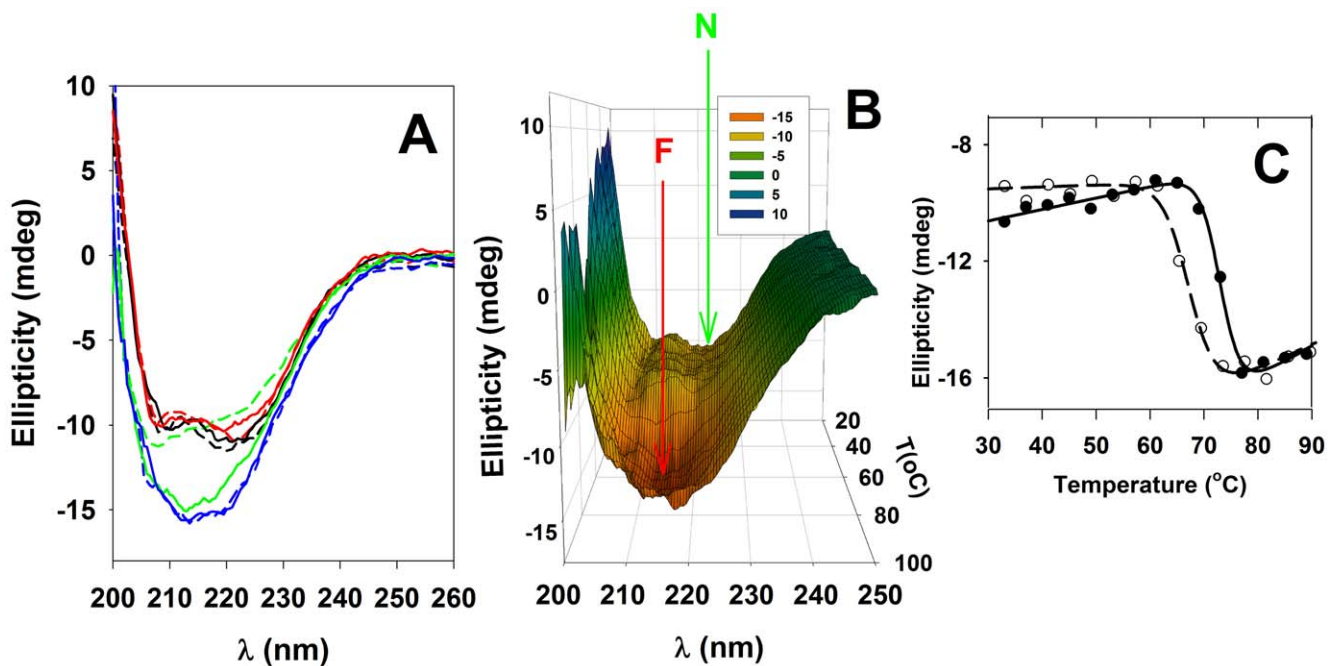 A
Ellipticity (mdeg)
10
5
0
-5
-10
-15
200 210 220 230 240 250 260
λ (nm)
N
B
F
-15
-10
-5
0
5
10
Ellipticity (mdeg)
10
5
0
-5
-10
-15
20
40
60
80
100
T(oC)
200 210 220 230 240 250
λ (nm)
C
Ellipticity (mdeg)
-8
-12
-16
30 40 50 60 70 80 90
Temperature (°C)